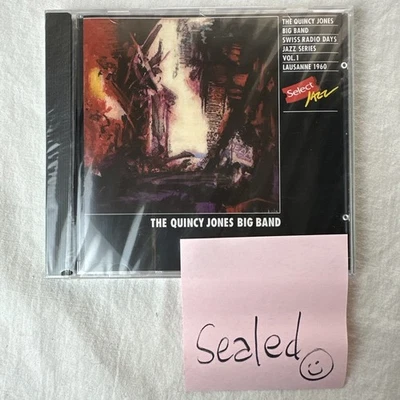 THE QUINCY JONES
BIG BAND
SWISS RADIO DAYS
JAZZ SERIES
VOL.1
LAUSANNE 1960
Select
JAZZ
THE QUINCY JONES BIG BAND
Sealed